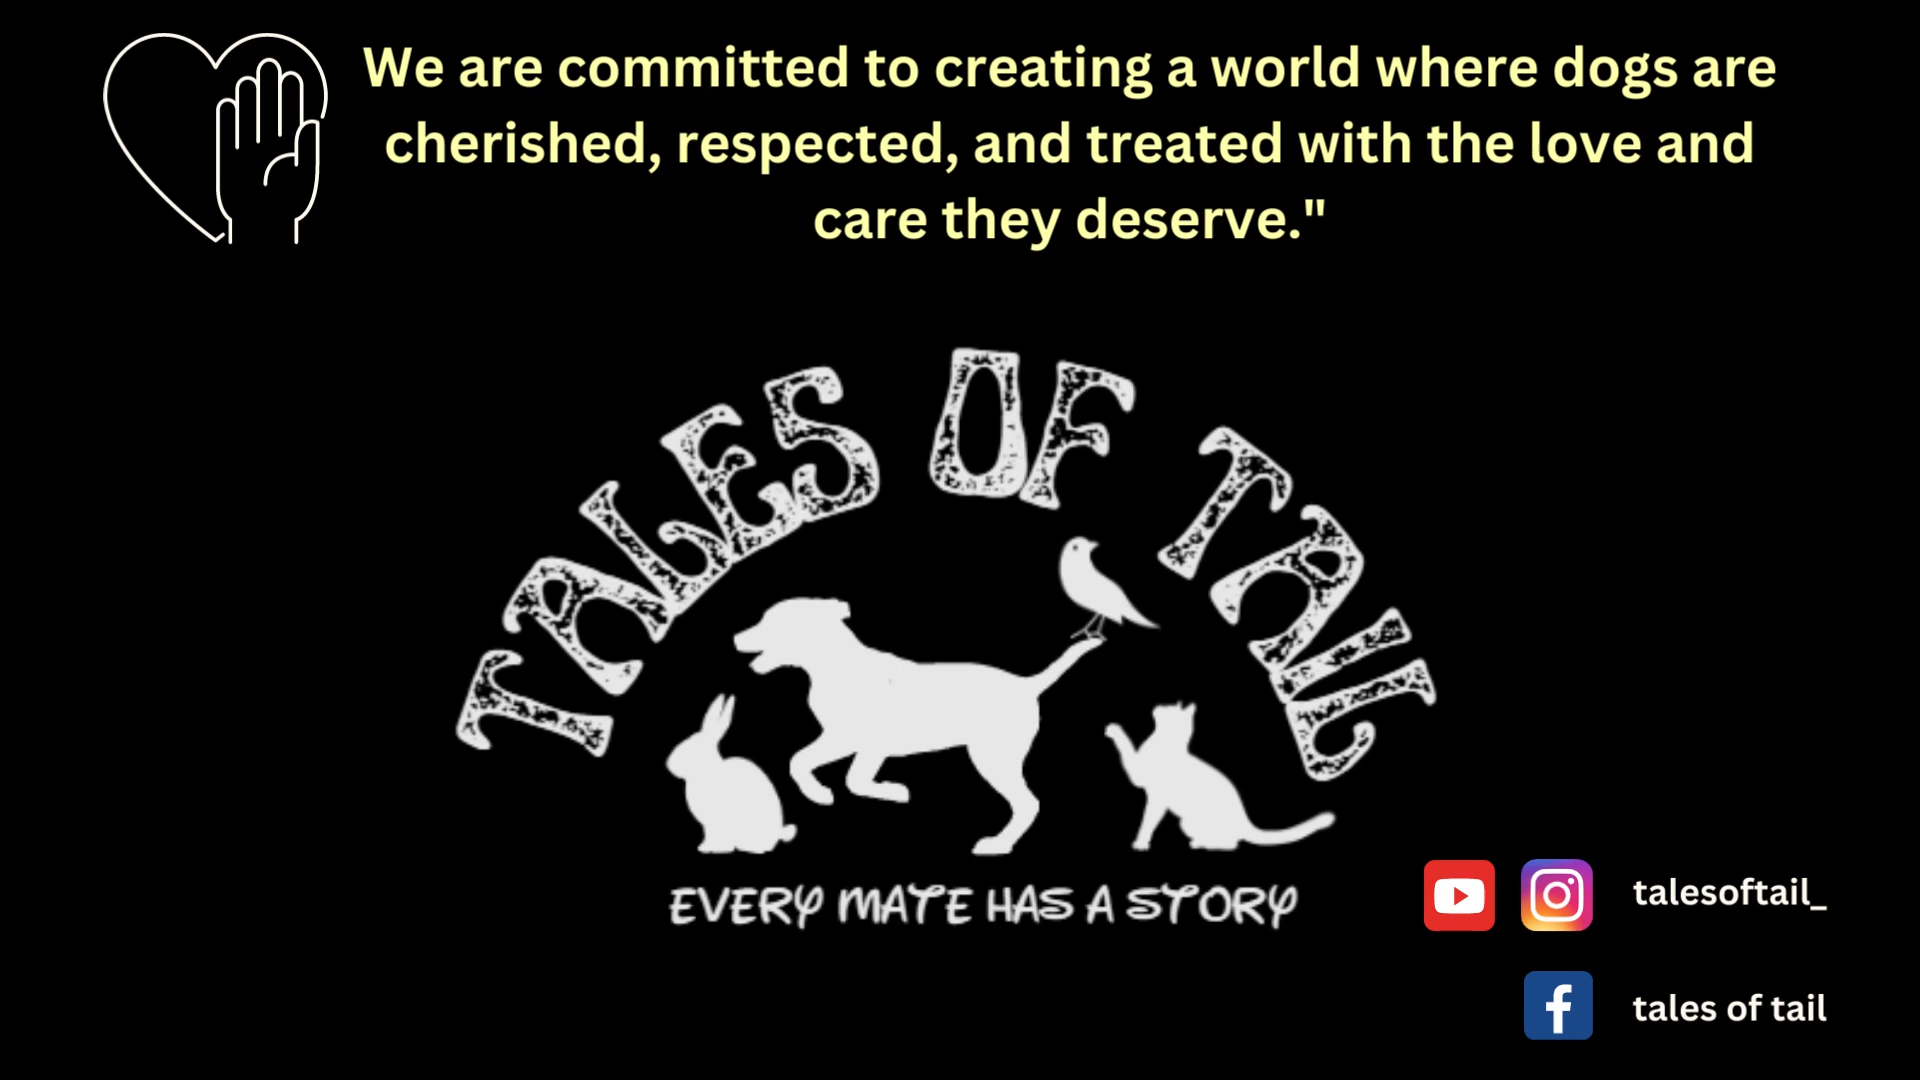 We are committed to creating a world where dogs are
cherished, respected, and treated with the love and
care they deserve."
TALES OF TAIL
EVERY MATE HAS A STORY
talesoftail_
tales of tail